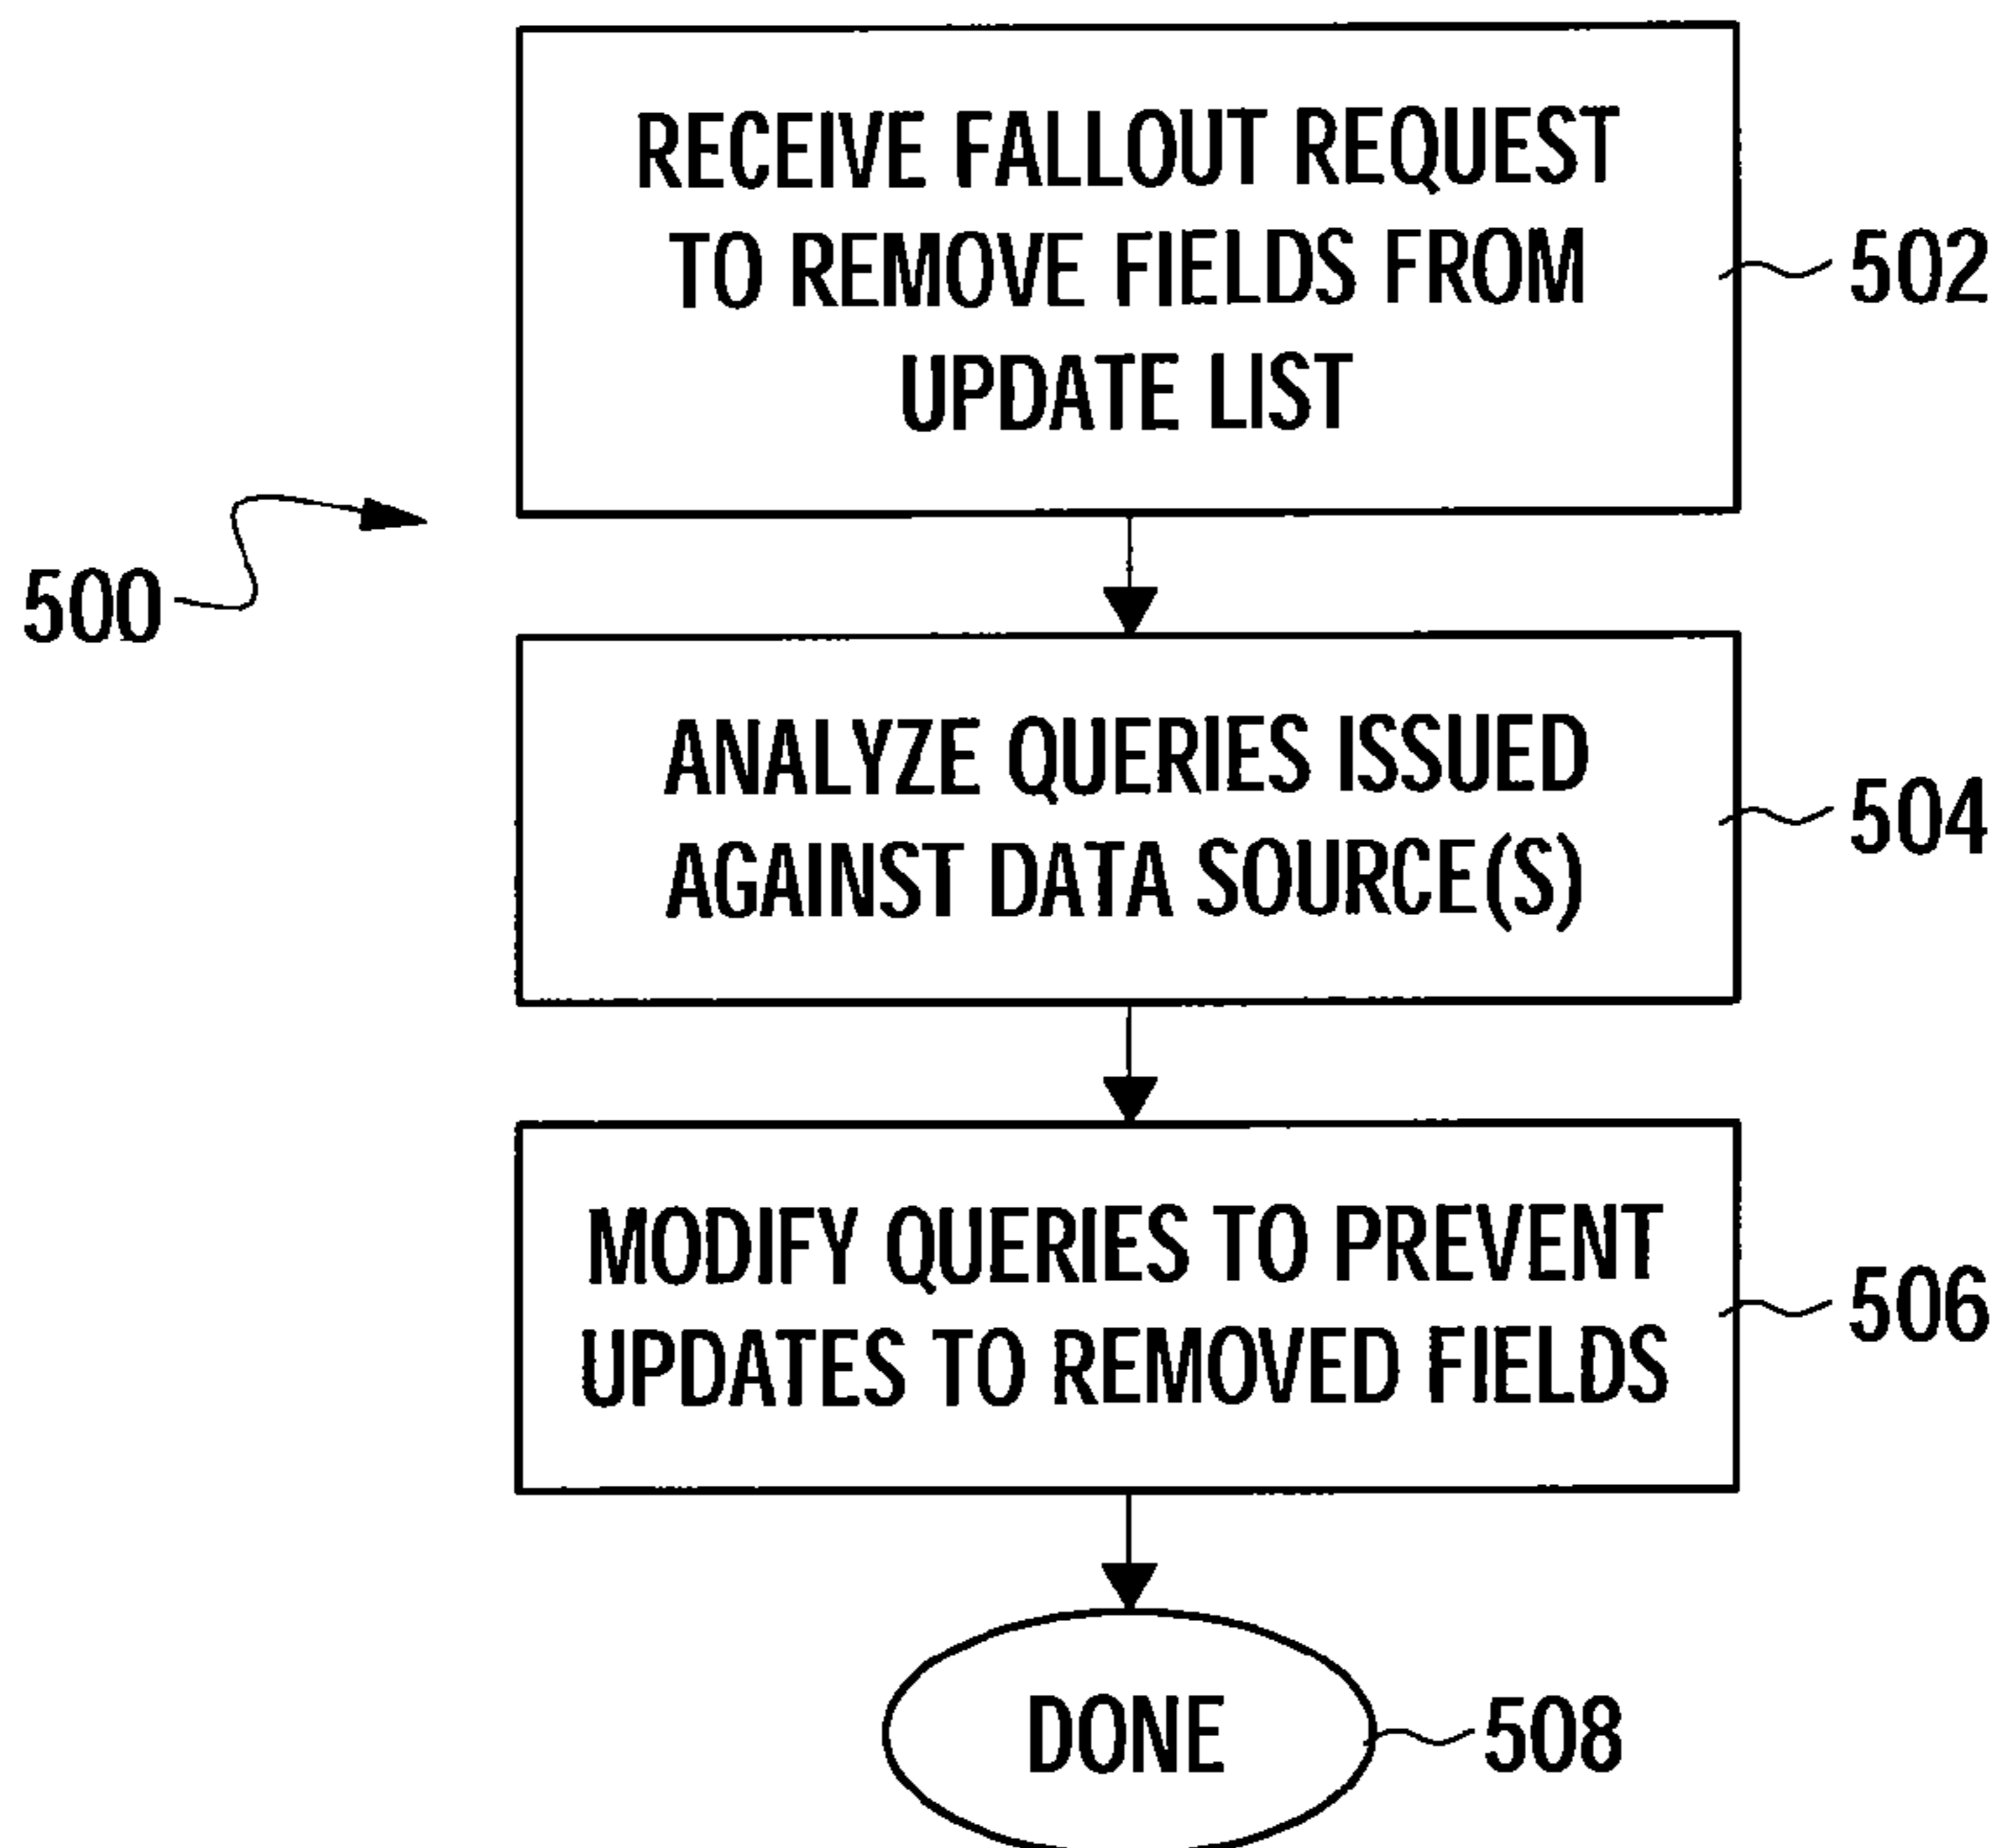 RECEIVE FALLOUT REQUEST
TO REMOVE FIELDS FROM
UPDATE LIST
502
500
ANALYZE QUERIES ISSUED
AGAINST DATA SOURCE(S)
504
MODIFY QUERIES TO PREVENT
UPDATES TO REMOVED FIELDS
506
DONE
508